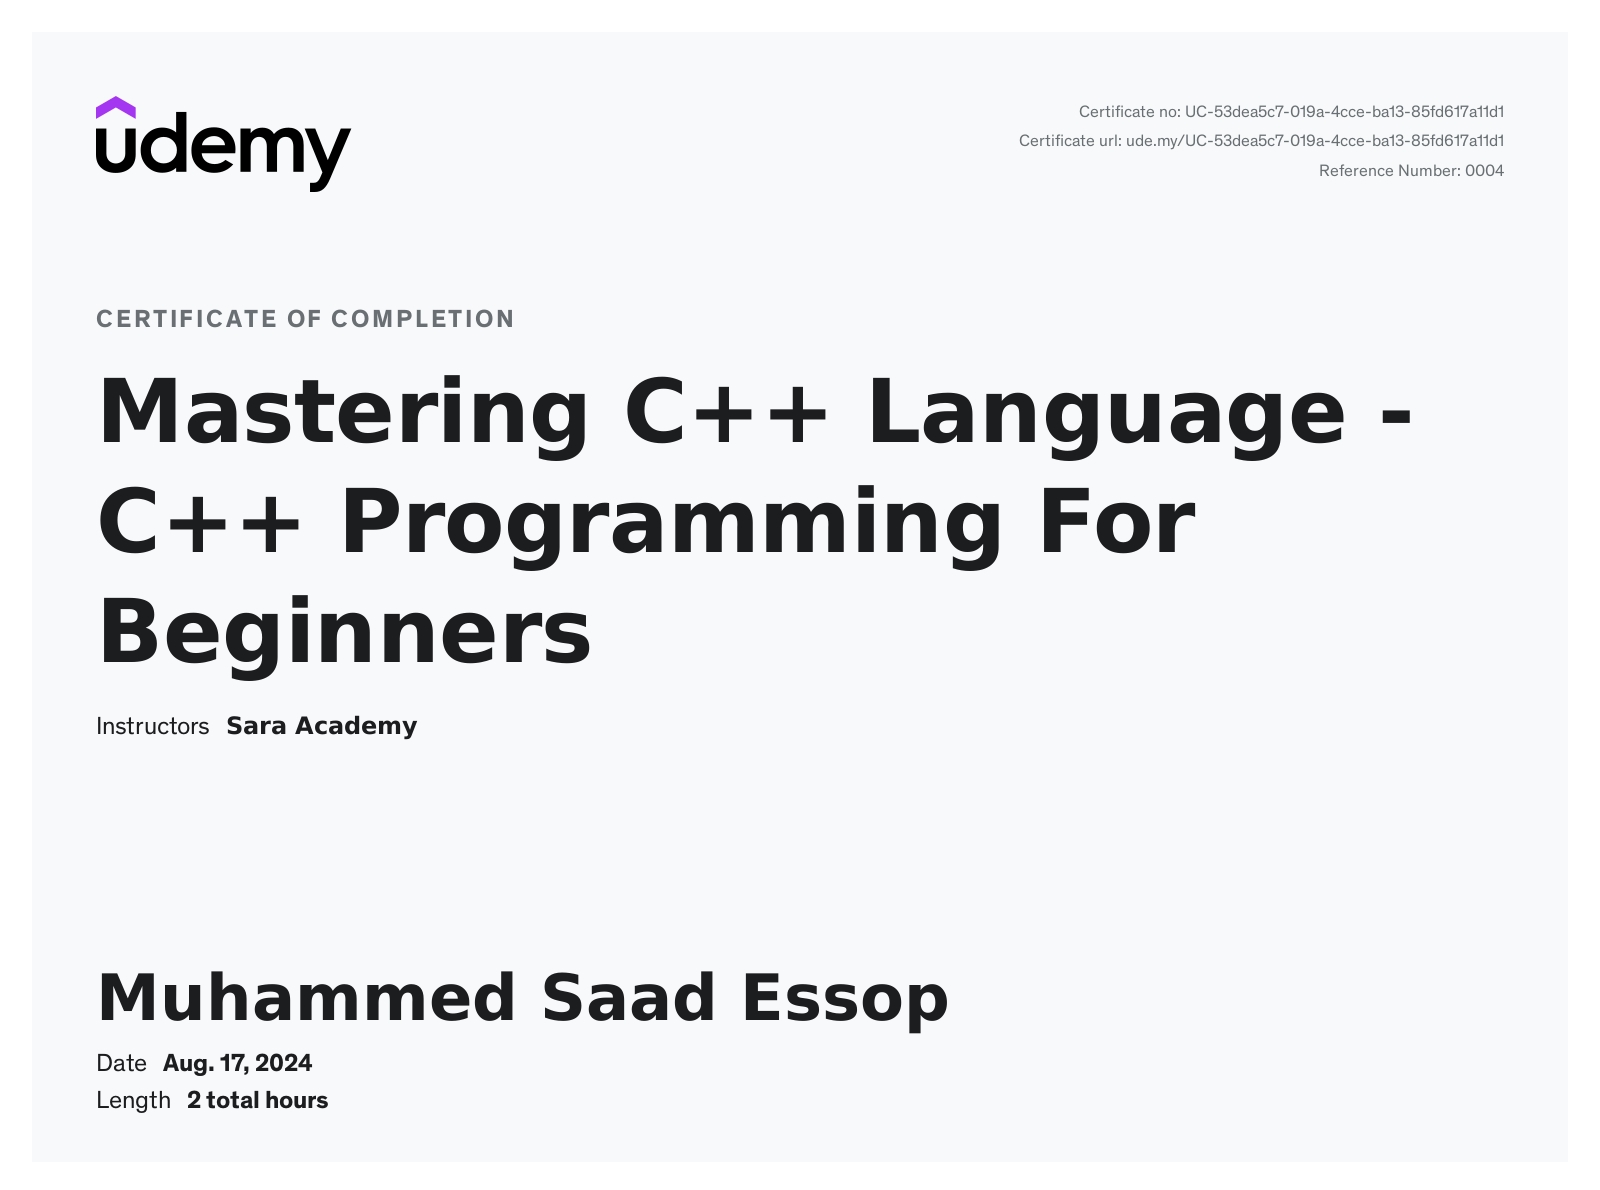 udemy
Certificate no: UC-53dea5c7-019a-4cce-ba13-85fd617a11d1
Certificate url: ude.my/UC-53dea5c7-019a-4cce-ba13-85fd617a11d1
Reference Number: 0004
CERTIFICATE OF COMPLETION
Mastering C++ Language -
C++ Programming For
Beginners
Instructors Sara Academy
Muhammed Saad Essop
Date Aug. 17, 2024
Length 2 total hours